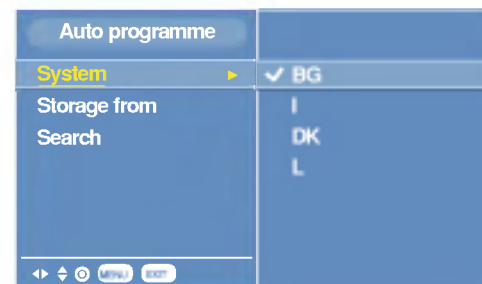 Auto programme
System BG
Storage from I
Search DK
L
MENU EXIT